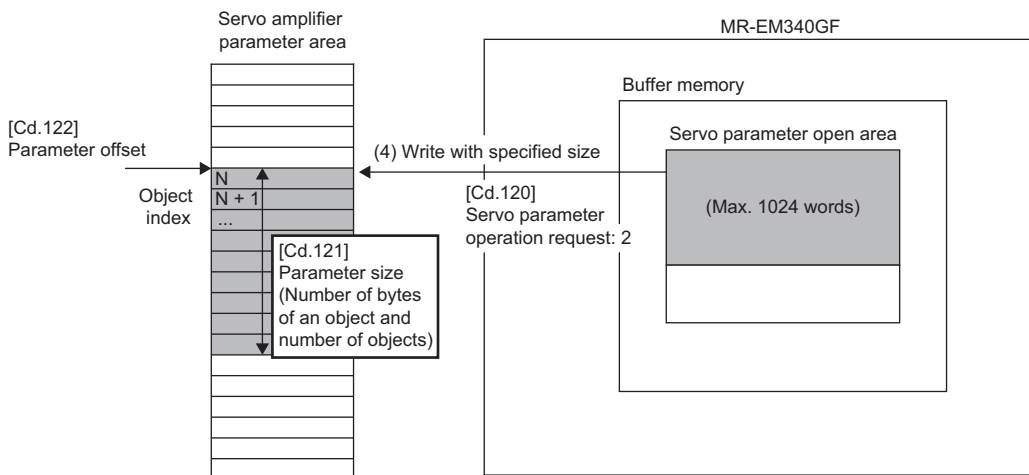 Servo amplifier
parameter area
MR-EM340GF
Buffer memory
Servo parameter open area
[Cd.122]
Parameter offset
(4) Write with specified size
N
Object
index
N + 1
...
[Cd.120]
Servo parameter
operation request: 2
(Max. 1024 words)
[Cd.121]
Parameter size
(Number of bytes
of an object and
number of objects)